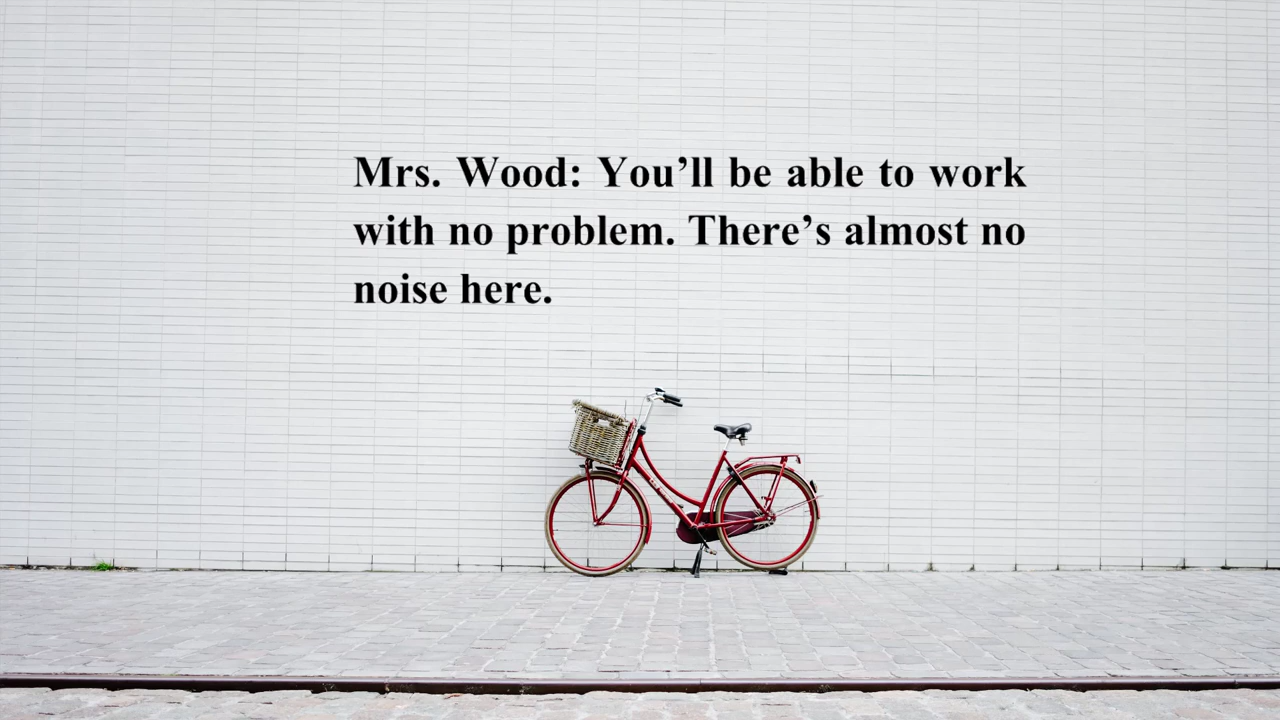 Mrs. Wood: You’ll be able to work
with no problem. There’s almost no
noise here.